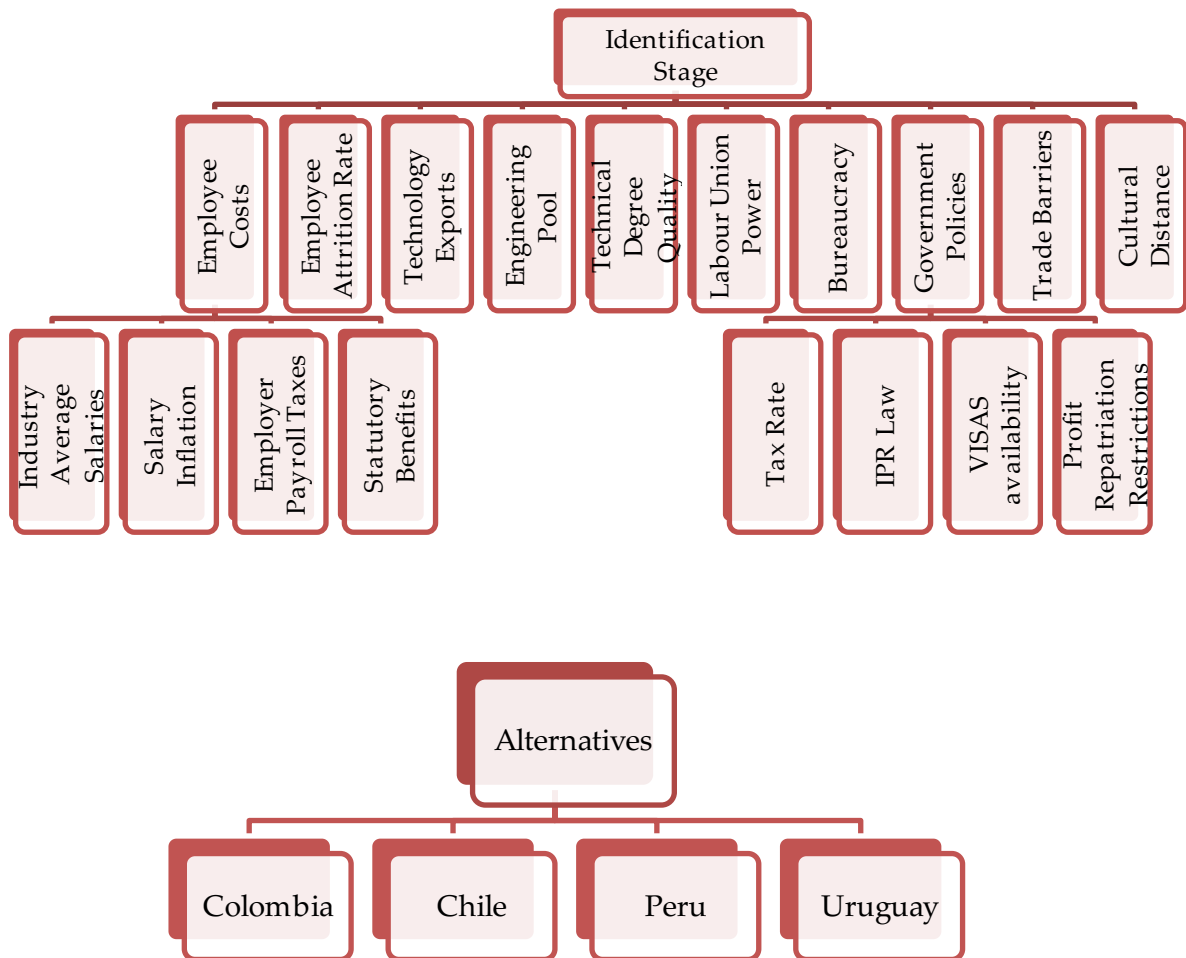 Identification
Stage
Employee
Costs
Employee
Attrition Rate
Technology
Exports
Engineering
Pool
Technical
Degree
Quality
Labour Union
Power
Bureaucracy
Government
Policies
Trade Barriers
Cultural
Distance
Industry
Average
Salaries
Salary
Inflation
Employer
Payroll Taxes
Statutory
Benefits
Tax Rate
IPR Law
VISAS
availability
Profit
Repatriation
Restrictions
Alternatives
Colombia
Chile
Peru
Uruguay